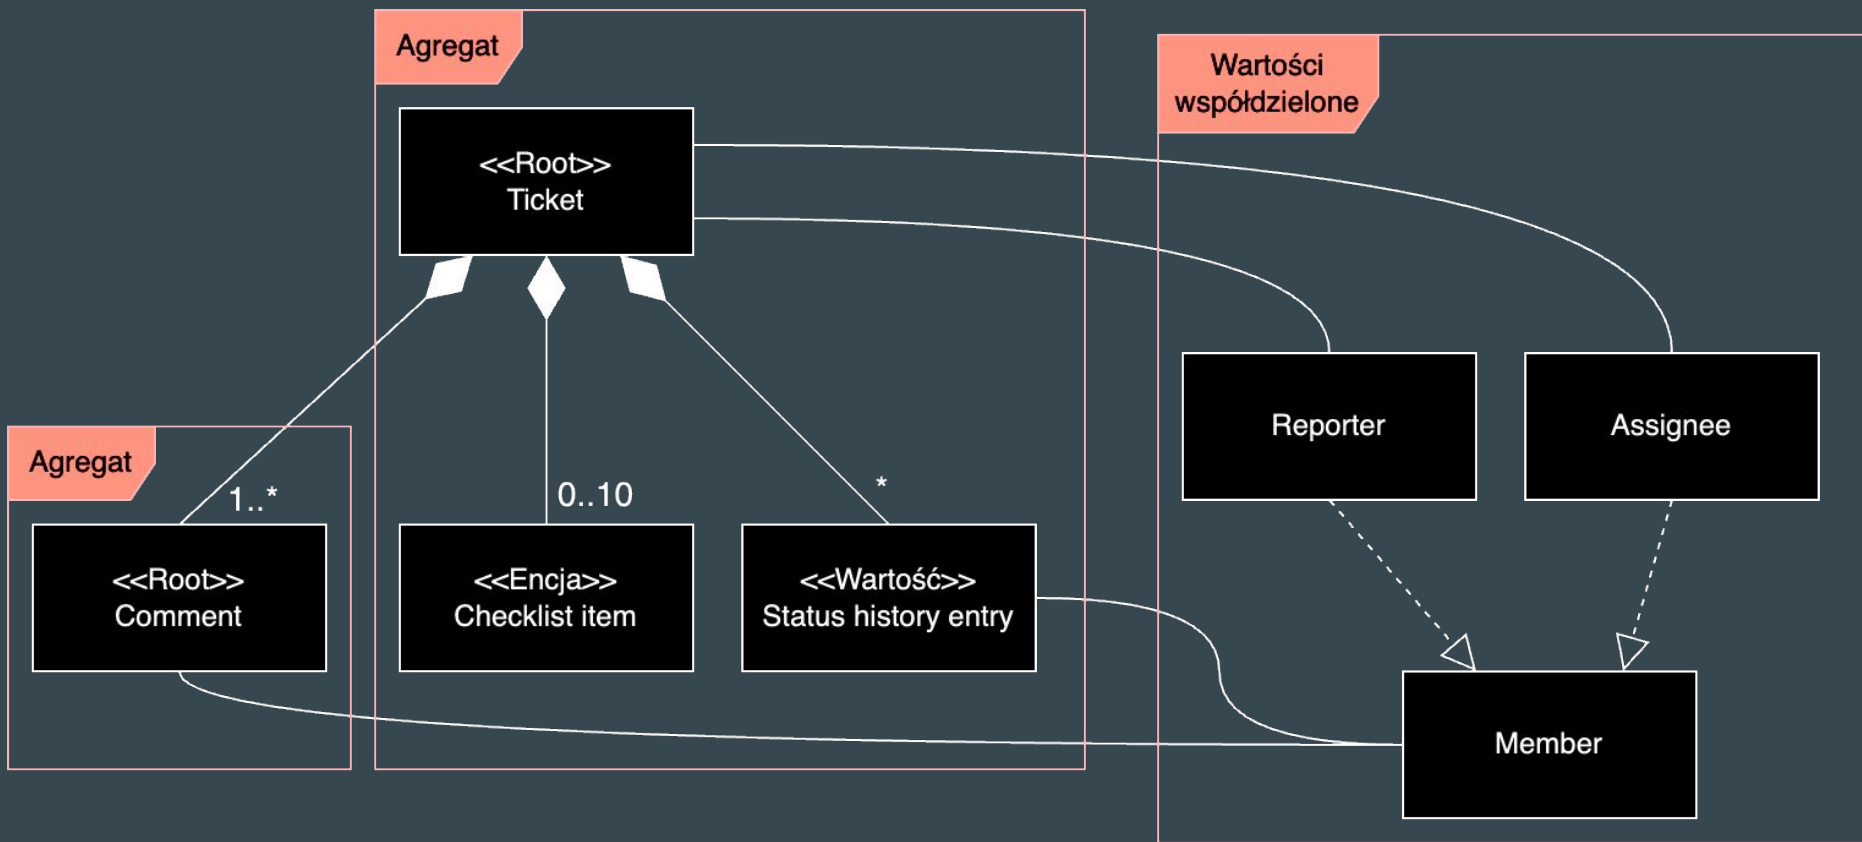 Agregat
<<Root>>
Ticket
Wartości
współdzielone
Reporter
Assignee
Agregat
1..*
0..10
*
<<Root>>
Comment
<<Encja>>
Checklist item
<<Wartość>>
Status history entry
Member